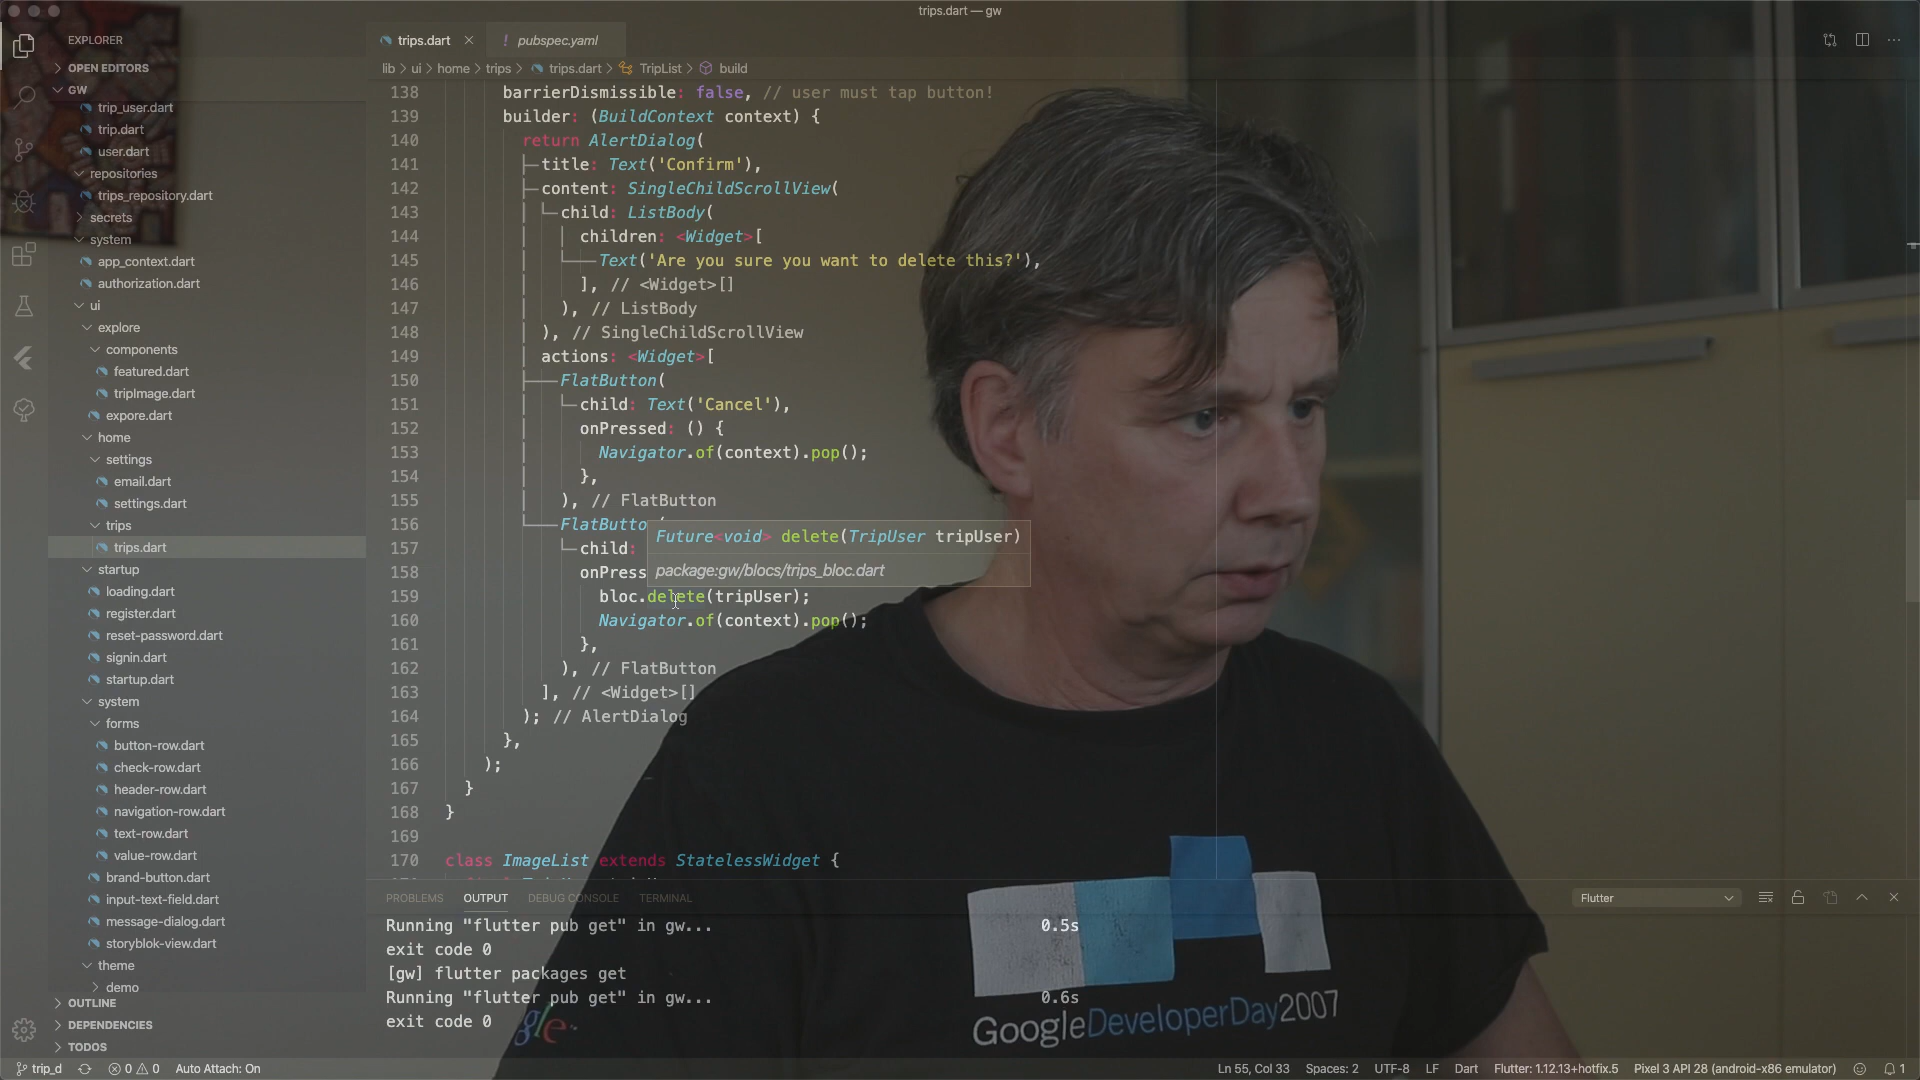 trips.dart — gw
EXPLORER
OPEN EDITORS
GW
trip_user.dart
trip.dart
user.dart
repositories
trips_repository.dart
secrets
system
app_context.dart
authorization.dart
ui
explore
components
featured.dart
tripImage.dart
expore.dart
home
settings
email.dart
settings.dart
trips
trips.dart
startup
loading.dart
register.dart
reset-password.dart
signin.dart
startup.dart
system
forms
button-row.dart
check-row.dart
header-row.dart
navigation-row.dart
text-row.dart
value-row.dart
brand-button.dart
input-text-field.dart
message-dialog.dart
storyblok-view.dart
theme
demo
OUTLINE
DEPENDENCIES
TODOS
trips.dart
! pubspec.yaml
lib > ui > home > trips > trips.dart > TripList > build
138 barrierDismissible: false, // user must tap button!
139 builder: (BuildContext context) {
140 return AlertDialog(
141 title: Text('Confirm'),
142 content: SingleChildScrollView(
143 child: ListBody(
144 children: <Widget>[
145 Text('Are you sure you want to delete this?'),
146 ], // <Widget>[]
147 ), // ListBody
148 ), // SingleChildScrollView
149 actions: <Widget>[
150 FlatButton(
151 child: Text('Cancel'),
152 onPressed: () {
153 Navigator.of(context).pop();
154 },
155 ), // FlatButton
156 FlatButto
157 child:
158 onPress
Future<void> delete(TripUser tripUser)
package:gw/blocs/trips_bloc.dart
159 bloc.delete(tripUser);
160 Navigator.of(context).pop();
161 },
162 ), // FlatButton
163 ], // <Widget>[]
164 ); // AlertDialog
165 },
166 );
167 }
168 }
169
170 class ImageList extends StatelessWidget {
PROBLEMS OUTPUT DEBUG CONSOLE TERMINAL
Flutter
Running "flutter pub get" in gw... 0.5s
exit code 0
[gw] flutter packages get
Running "flutter pub get" in gw... 0.6s
exit code 0
gle
GoogleDeveloperDay2007
trip_d 0 0 Auto Attach: On Ln 55, Col 33 Spaces: 2 UTF-8 LF Dart Flutter: 1.12.13+hotfix.5 Pixel 3 API 28 (android-x86 emulator) 1